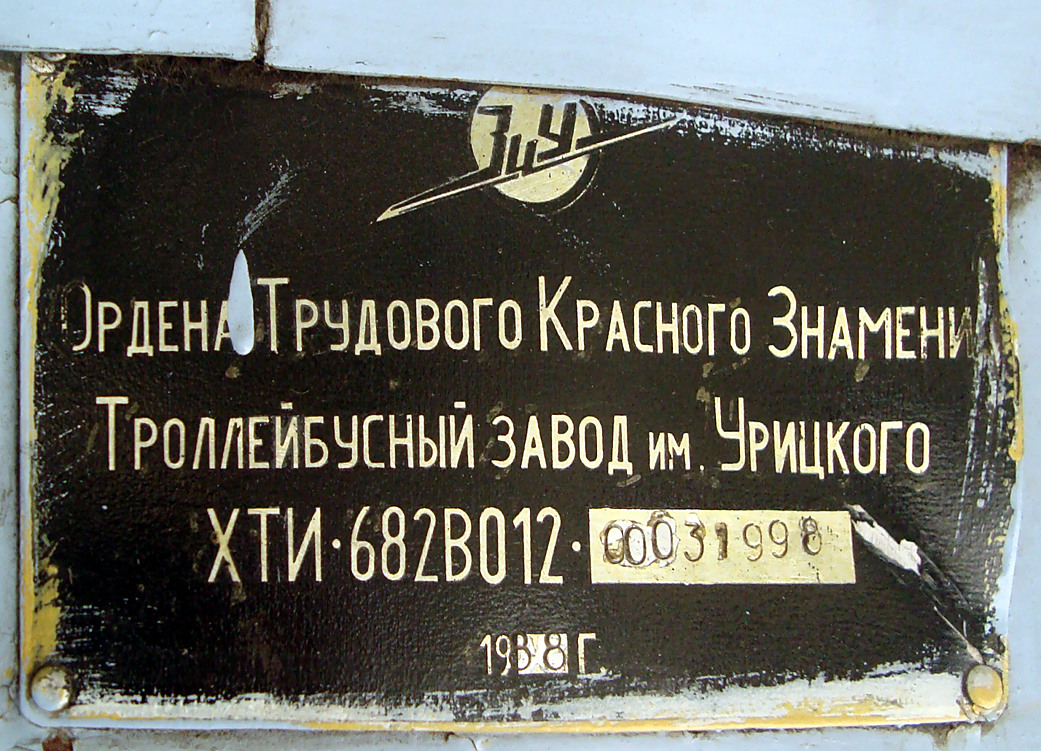 ЗиУ
Ордена Трудового Красного Знамени
Троллейбусный завод им. Урицкого
ХТИ·682В012·00031998
1988 г